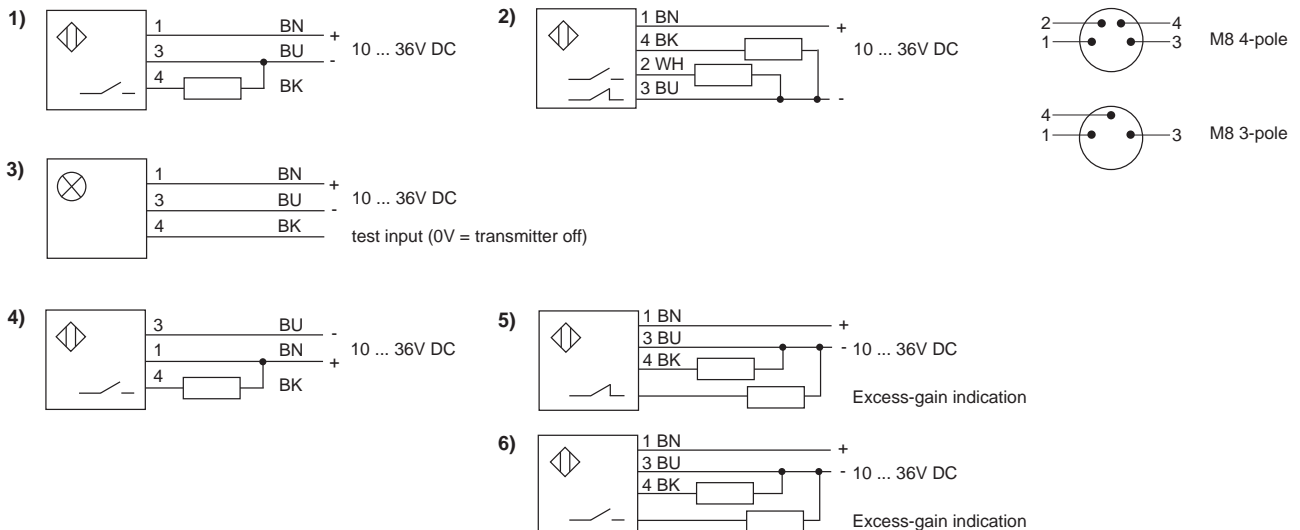 1)
1 BN +
3 BU - 10 ... 36V DC
4 BK
2)
1 BN +
4 BK 10 ... 36V DC
2 WH
3 BU -
2 4
1 3 M8 4-pole
4
1 3 M8 3-pole
3)
1 BN +
3 BU - 10 ... 36V DC
4 BK test input (0V = transmitter off)
4)
3 BU -
1 BN + 10 ... 36V DC
4 BK
5)
1 BN +
3 BU - 10 ... 36V DC
4 BK
Excess-gain indication
6)
1 BN +
3 BU - 10 ... 36V DC
4 BK
Excess-gain indication